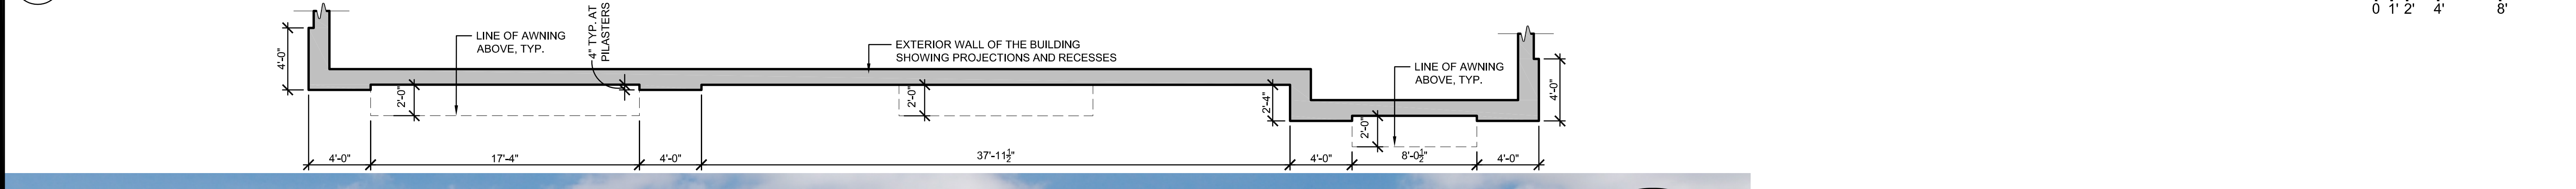 0 1' 2' 4' 8'
4'-0"
LINE OF AWNING
ABOVE, TYP.
4" TYP. AT
PILASTERS
EXTERIOR WALL OF THE BUILDING
SHOWING PROJECTIONS AND RECESSES
LINE OF AWNING
ABOVE, TYP.
4'-0"
2'-0"
2'-0"
2'-4"
2'-0"
4'-0"
17'-4"
4'-0"
37'-11½"
4'-0"
8'-0½"
4'-0"